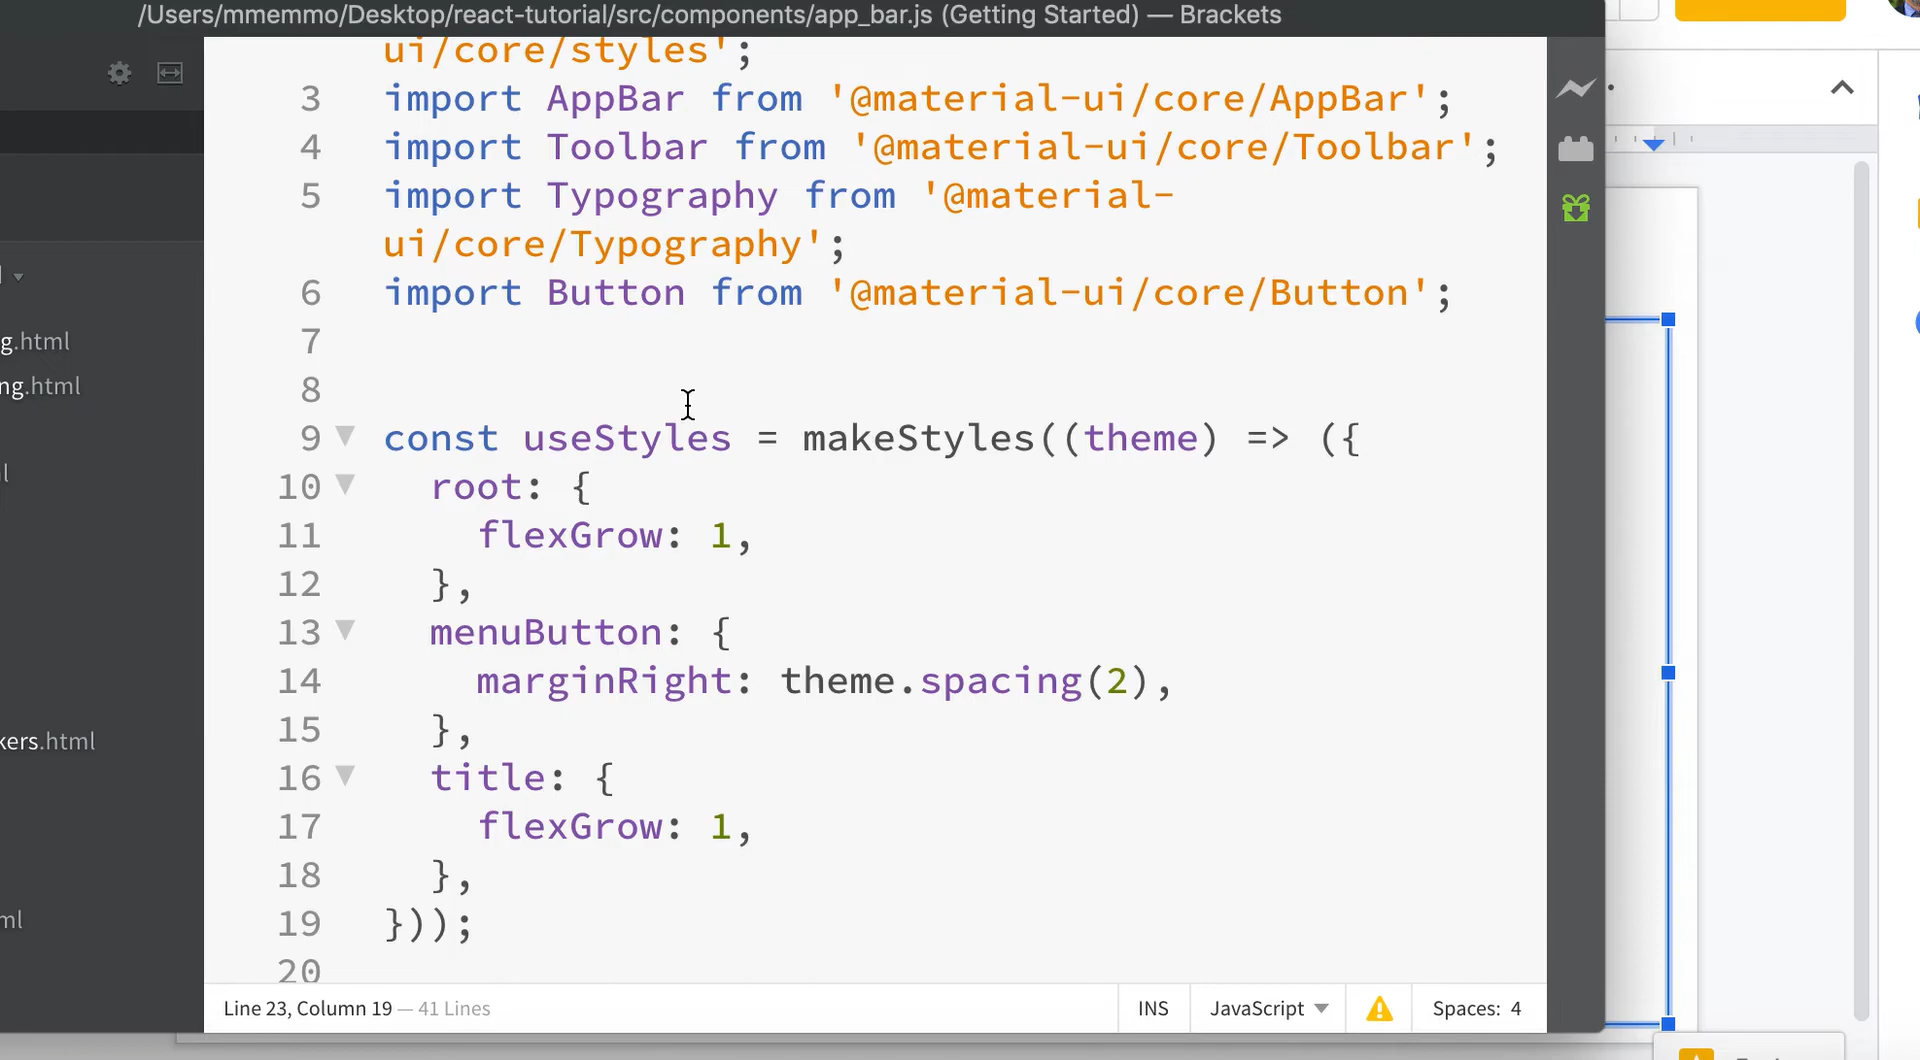 /Users/mmemmo/Desktop/react-tutorial/src/components/app_bar.js (Getting Started) — Brackets
ui/core/styles';
3 import AppBar from '@material-ui/core/AppBar';
4 import Toolbar from '@material-ui/core/Toolbar';
5 import Typography from '@material-
ui/core/Typography';
6 import Button from '@material-ui/core/Button';
7
8
9 const useStyles = makeStyles((theme) => ({
10 root: {
11 flexGrow: 1,
12 },
13 menuButton: {
14 marginRight: theme.spacing(2),
15 },
16 title: {
17 flexGrow: 1,
18 },
19 }));
20
g.html
ng.html
kers.html
ml
Line 23, Column 19 — 41 Lines
INS
JavaScript
Spaces: 4